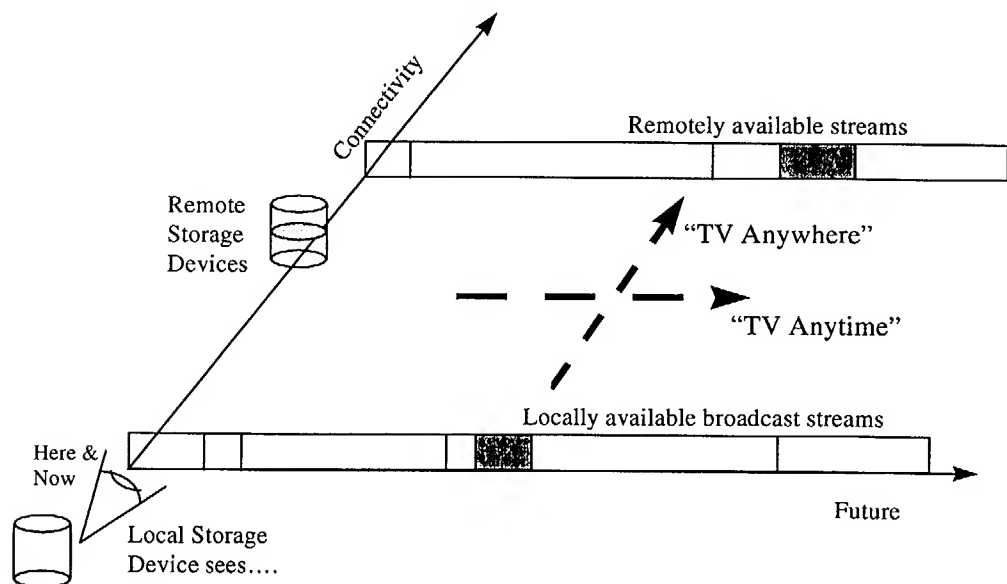 Connectivity
Remotely available streams
Remote
Storage
Devices
“TV Anywhere”
“TV Anytime”
Locally available broadcast streams
Here &
Now
Future
Local Storage
Device sees....